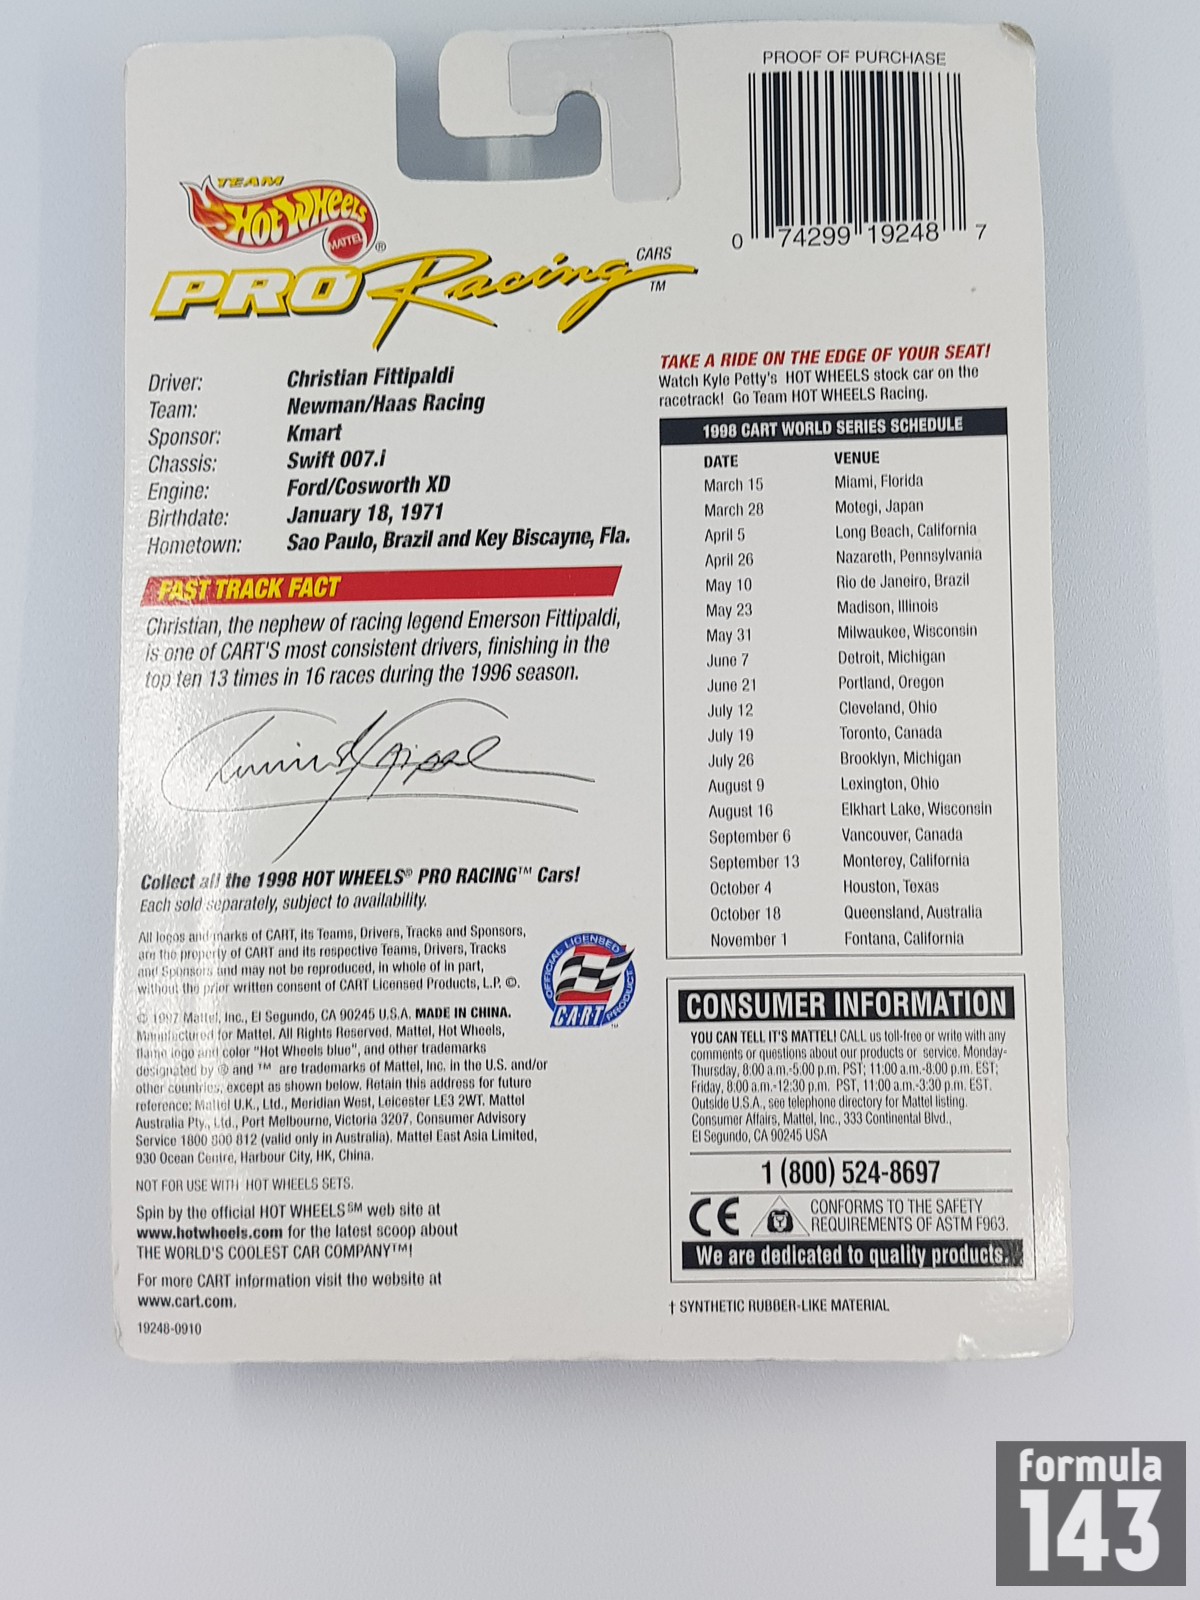 PROOF OF PURCHASE
0 74299 19248 7
TEAM
Hot Wheels
MATTEL ®
PRO Racing CARS ™
Driver: Christian Fittipaldi
Team: Newman/Haas Racing
Sponsor: Kmart
Chassis: Swift 007.i
Engine: Ford/Cosworth XD
Birthdate: January 18, 1971
Hometown: Sao Paulo, Brazil and Key Biscayne, Fla.
FAST TRACK FACT
Christian, the nephew of racing legend Emerson Fittipaldi,
is one of CART'S most consistent drivers, finishing in the
top ten 13 times in 16 races during the 1996 season.
Collect all the 1998 HOT WHEELS® PRO RACING™ Cars!
Each sold separately, subject to availability.
All logos and marks of CART, its Teams, Drivers, Tracks and Sponsors,
are the property of CART and its respective Teams, Drivers, Tracks
and Sponsors and may not be reproduced, in whole of in part,
without the prior written consent of CART Licensed Products, L.P. ©.
OFFICIAL LICENSED PRODUCT
CART ™
© 1997 Mattel, Inc., El Segundo, CA 90245 U.S.A. MADE IN CHINA.
Manufactured for Mattel. All Rights Reserved. Mattel, Hot Wheels,
flame logo and color "Hot Wheels blue", and other trademarks
designated by ® and ™ are trademarks of Mattel, Inc. in the U.S. and/or
other countries, except as shown below. Retain this address for future
reference: Mattel U.K., Ltd., Meridian West, Leicester LE3 2WT. Mattel
Australia Pty., Ltd., Port Melbourne, Victoria 3207. Consumer Advisory
Service 1800 800 812 (valid only in Australia). Mattel East Asia Limited,
930 Ocean Centre, Harbour City, HK, China.
NOT FOR USE WITH HOT WHEELS SETS.
Spin by the official HOT WHEELS℠ web site at
www.hotwheels.com for the latest scoop about
THE WORLD'S COOLEST CAR COMPANY™!
For more CART information visit the website at
www.cart.com.
19248-0910
TAKE A RIDE ON THE EDGE OF YOUR SEAT!
Watch Kyle Petty's HOT WHEELS stock car on the
racetrack! Go Team HOT WHEELS Racing.
1998 CART WORLD SERIES SCHEDULE
DATE VENUE
March 15 Miami, Florida
March 28 Motegi, Japan
April 5 Long Beach, California
April 26 Nazareth, Pennsylvania
May 10 Rio de Janeiro, Brazil
May 23 Madison, Illinois
May 31 Milwaukee, Wisconsin
June 7 Detroit, Michigan
June 21 Portland, Oregon
July 12 Cleveland, Ohio
July 19 Toronto, Canada
July 26 Brooklyn, Michigan
August 9 Lexington, Ohio
August 16 Elkhart Lake, Wisconsin
September 6 Vancouver, Canada
September 13 Monterey, California
October 4 Houston, Texas
October 18 Queensland, Australia
November 1 Fontana, California
CONSUMER INFORMATION
YOU CAN TELL IT'S MATTEL! CALL us toll-free or write with any
comments or questions about our products or service. Monday-
Thursday, 8:00 a.m.-5:00 p.m. PST; 11:00 a.m.-8:00 p.m. EST;
Friday, 8:00 a.m.-12:30 p.m. PST, 11:00 a.m.-3:30 p.m. EST.
Outside U.S.A., see telephone directory for Mattel listing.
Consumer Affairs, Mattel, Inc., 333 Continental Blvd.,
El Segundo, CA 90245 USA
1 (800) 524-8697
CE CONFORMS TO THE SAFETY
REQUIREMENTS OF ASTM F963.
We are dedicated to quality products.
† SYNTHETIC RUBBER-LIKE MATERIAL
formula
143